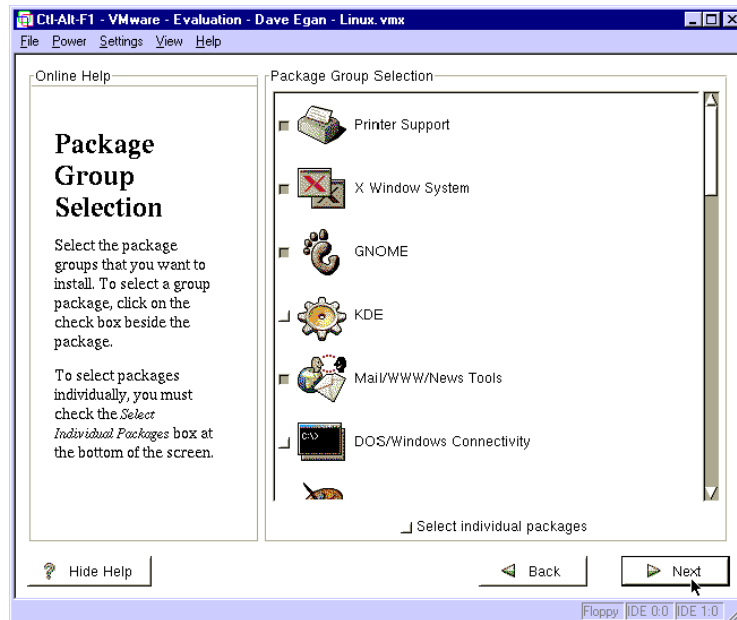 Ctl-Alt-F1 - VMware - Evaluation - Dave Egan - Linux.vmx
File Power Settings View Help
Online Help
Package
Group
Selection
Select the package
groups that you want to
install. To select a group
package, click on the
check box beside the
package.
To select packages
individually, you must
check the Select
Individual Packages box at
the bottom of the screen.
Package Group Selection
Printer Support
X Window System
GNOME
KDE
Mail/WWW/News Tools
C:\>
DOS/Windows Connectivity
Select individual packages
Hide Help
Back
Next
Floppy IDE 0:0 IDE 1:0